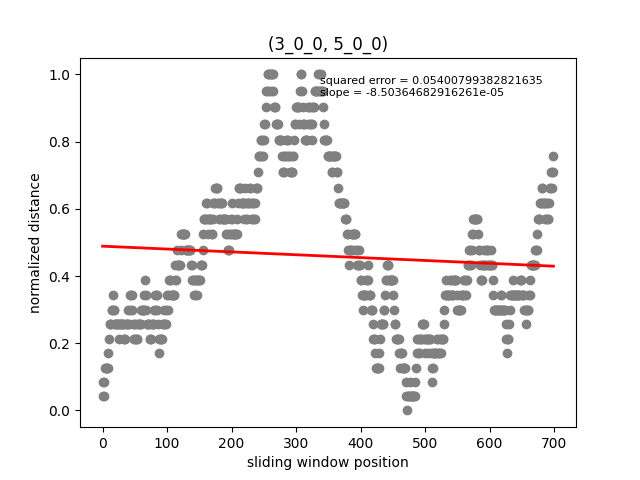 (3_0_0, 5_0_0)
squared error = 0.05400799382821635
slope = -8.50364682916261e-05
normalized distance
1.0
0.8
0.6
0.4
0.2
0.0
0 100 200 300 400 500 600 700
sliding window position